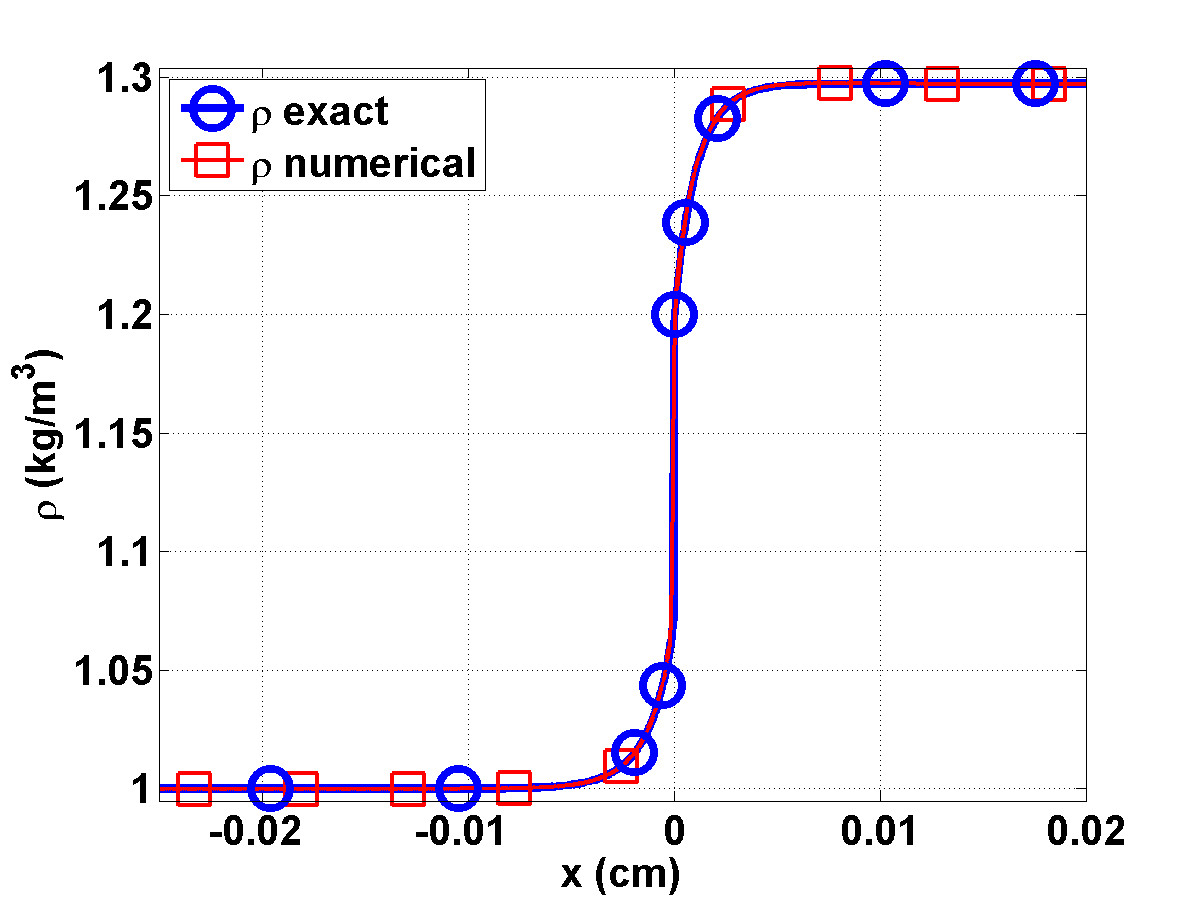 ρ exact
ρ numerical
1.3
1.25
1.2
1.15
1.1
1.05
1
ρ (kg/m³)
-0.02 -0.01 0 0.01 0.02
x (cm)